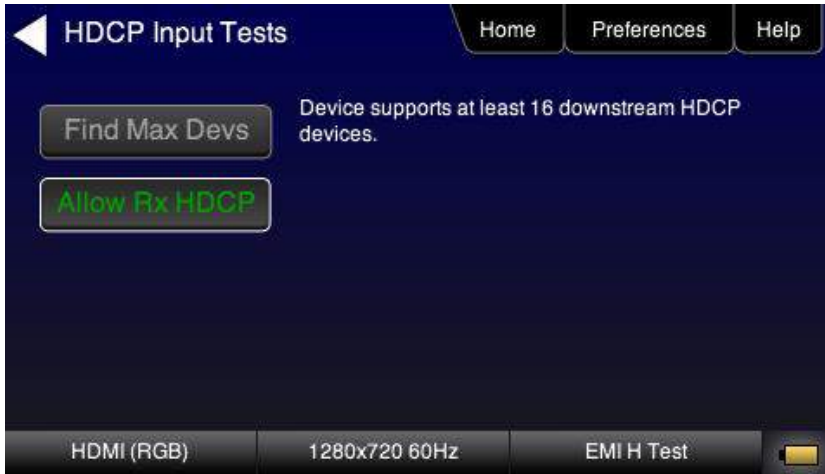 HDCP Input Tests
Home
Preferences
Help
Find Max Devs
Device supports at least 16 downstream HDCP
devices.
Allow Rx HDCP
HDMI (RGB)
1280x720 60Hz
EMI H Test